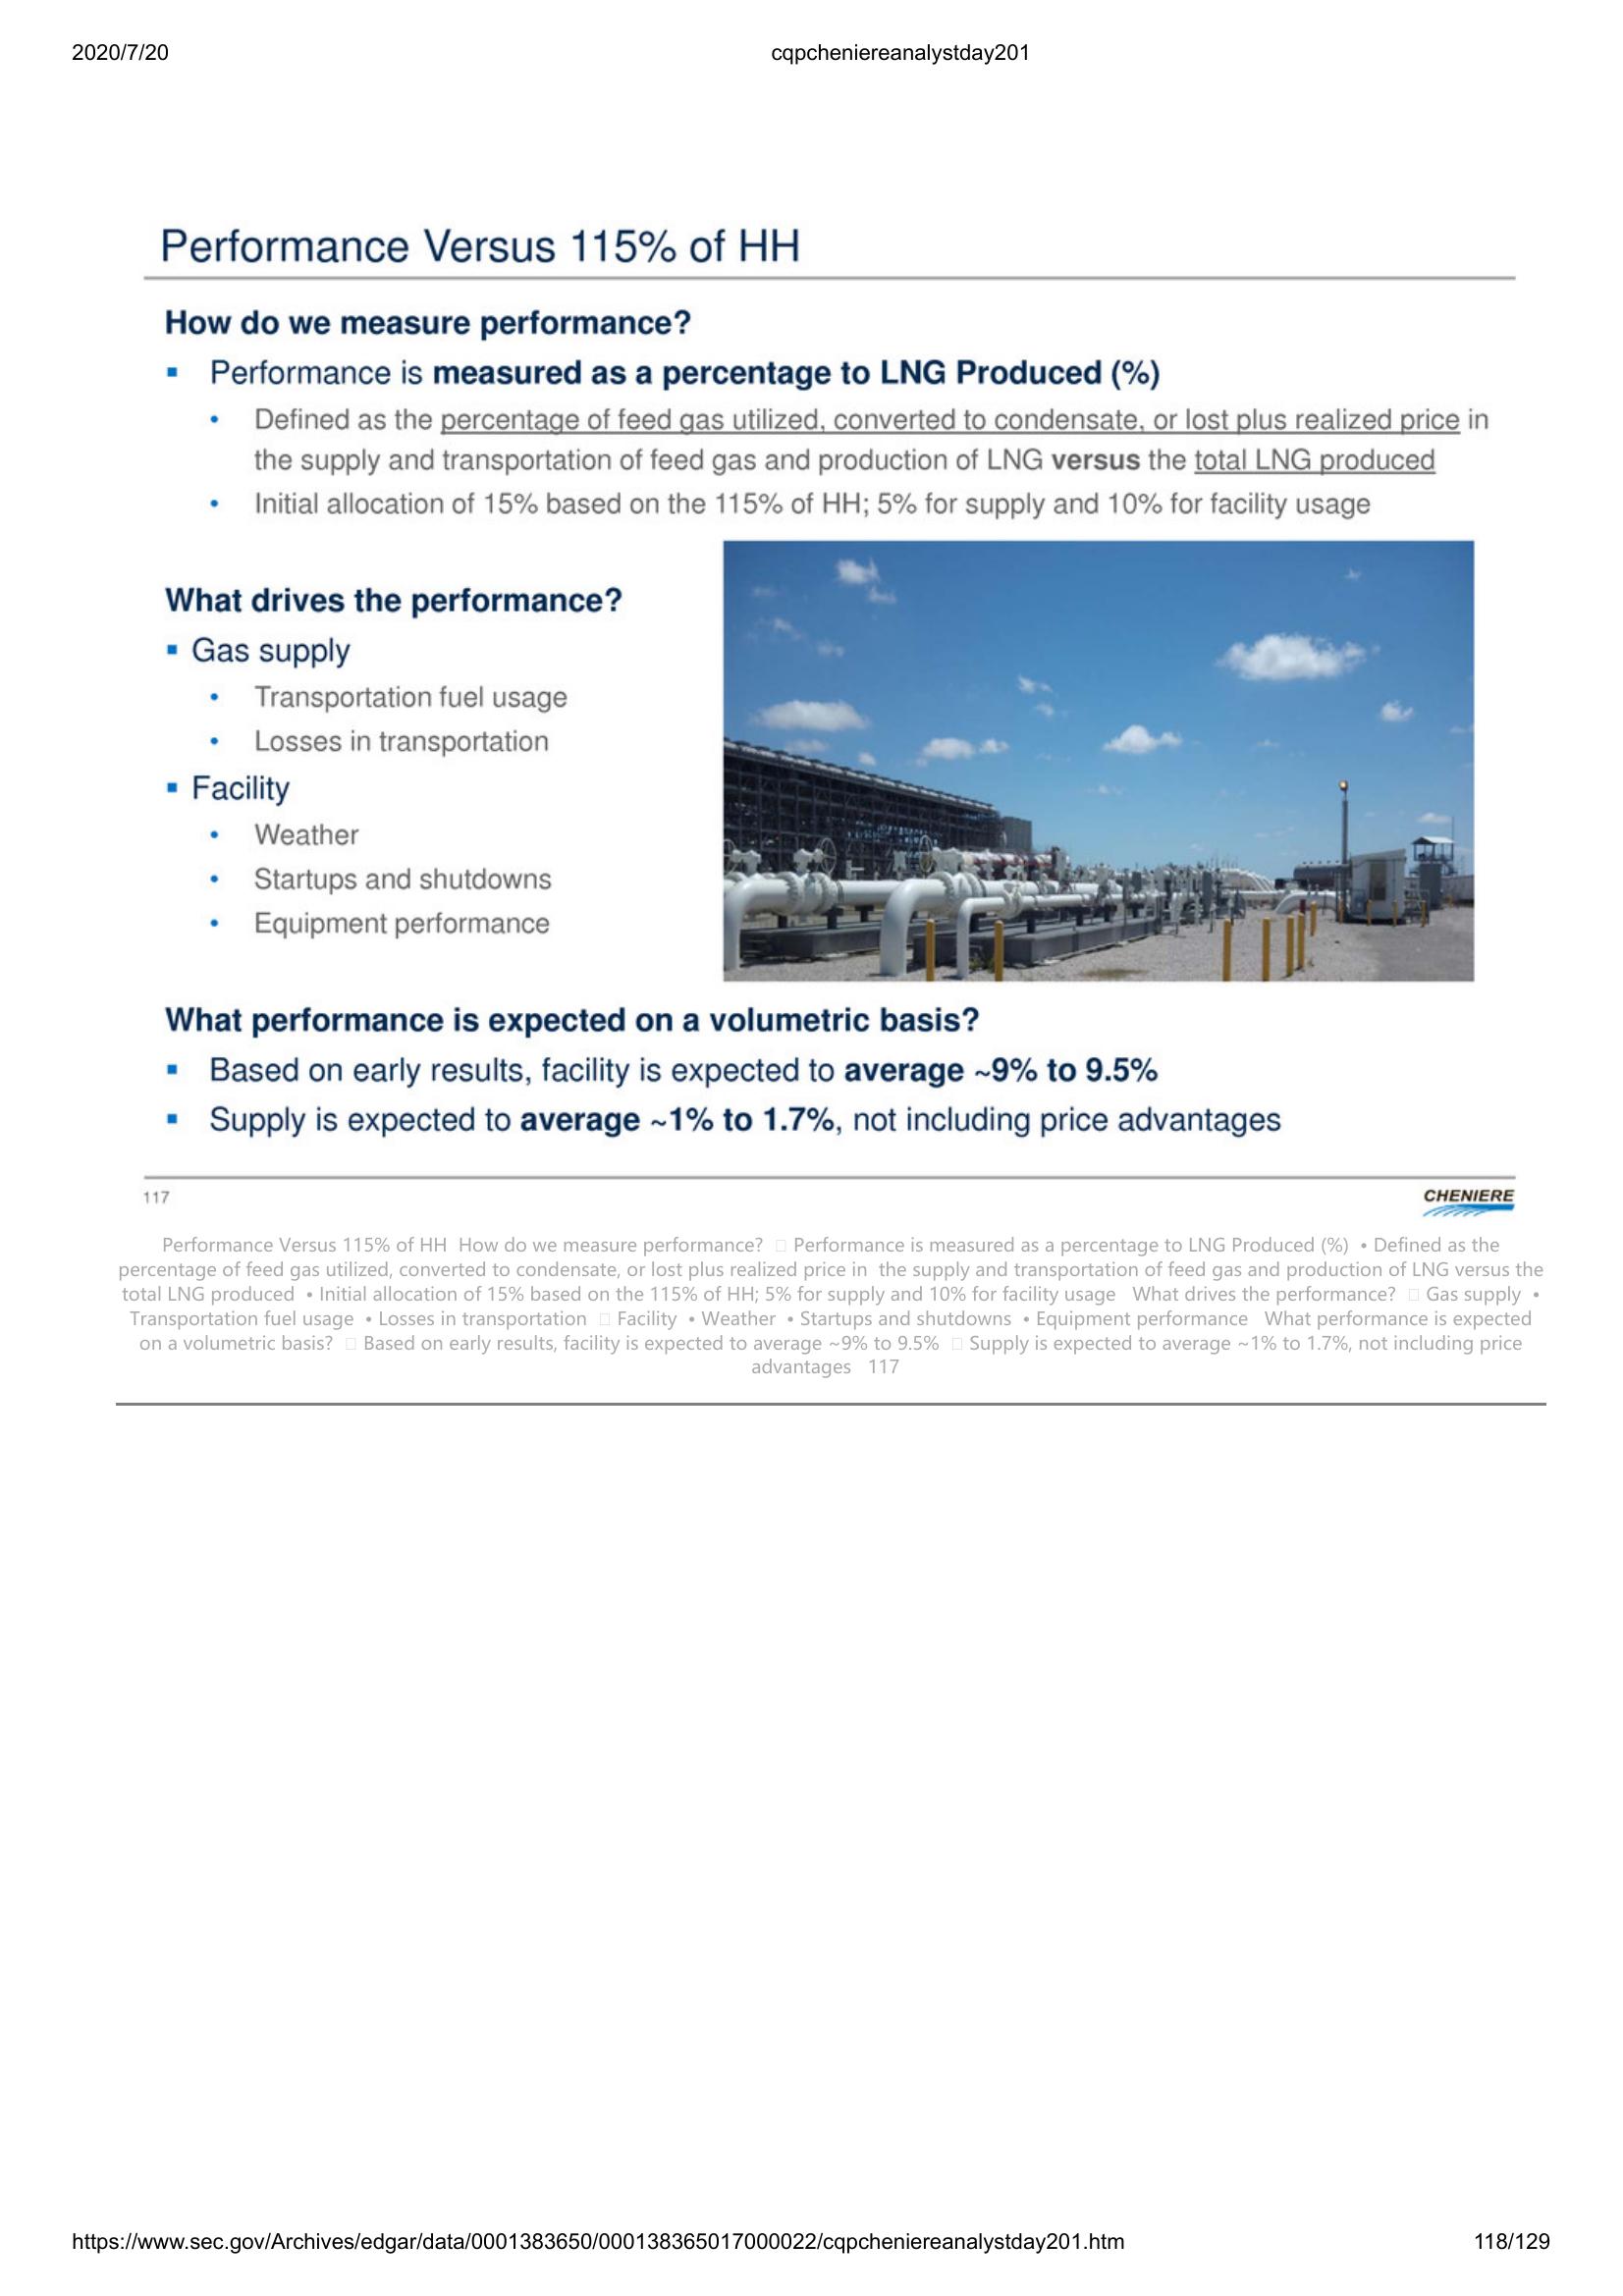 2020/7/20 cqpcheniereanalystday201
Performance Versus 115% of HH
How do we measure performance?
▪ Performance is measured as a percentage to LNG Produced (%)
• Defined as the percentage of feed gas utilized, converted to condensate, or lost plus realized price in
the supply and transportation of feed gas and production of LNG versus the total LNG produced
• Initial allocation of 15% based on the 115% of HH; 5% for supply and 10% for facility usage
What drives the performance?
▪ Gas supply
• Transportation fuel usage
• Losses in transportation
▪ Facility
• Weather
• Startups and shutdowns
• Equipment performance
What performance is expected on a volumetric basis?
▪ Based on early results, facility is expected to average ~9% to 9.5%
▪ Supply is expected to average ~1% to 1.7%, not including price advantages
117 CHENIERE
Performance Versus 115% of HH How do we measure performance? □ Performance is measured as a percentage to LNG Produced (%) • Defined as the
percentage of feed gas utilized, converted to condensate, or lost plus realized price in the supply and transportation of feed gas and production of LNG versus the
total LNG produced • Initial allocation of 15% based on the 115% of HH; 5% for supply and 10% for facility usage What drives the performance? □ Gas supply •
Transportation fuel usage • Losses in transportation □ Facility • Weather • Startups and shutdowns • Equipment performance What performance is expected
on a volumetric basis? □ Based on early results, facility is expected to average ~9% to 9.5% □ Supply is expected to average ~1% to 1.7%, not including price
advantages 117
https://www.sec.gov/Archives/edgar/data/0001383650/000138365017000022/cqpcheniereanalystday201.htm 118/129